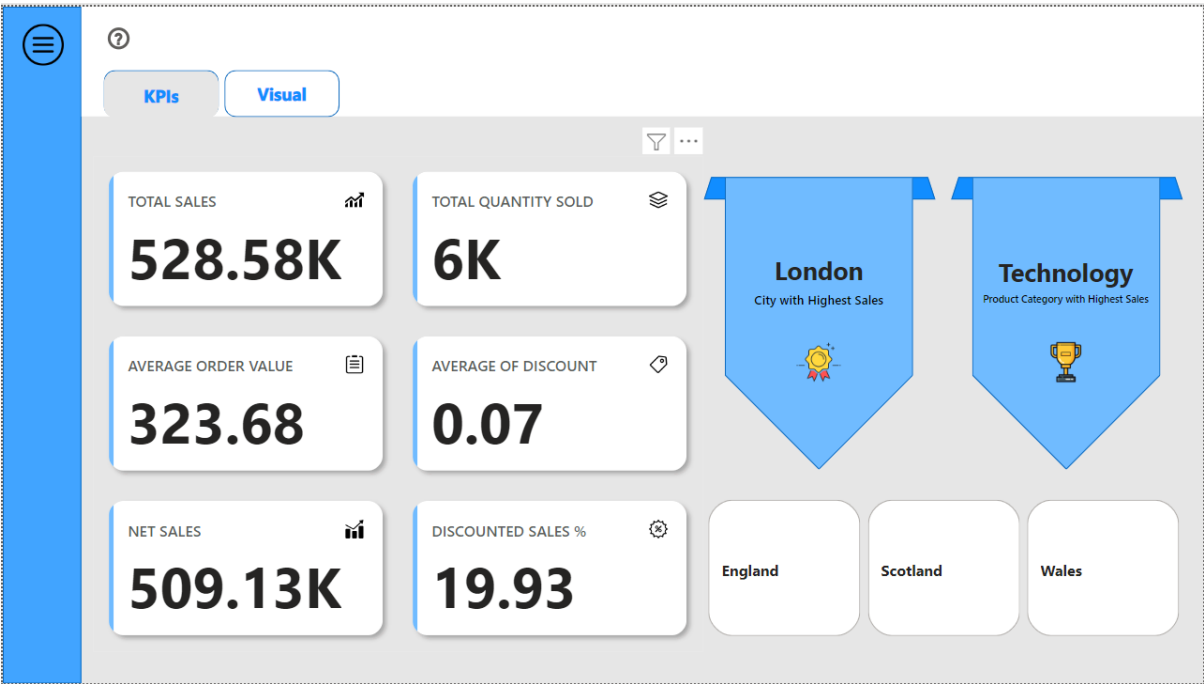 ?
KPIs
Visual
TOTAL SALES
528.58K
TOTAL QUANTITY SOLD
6K
London
City with Highest Sales
Technology
Product Category with Highest Sales
AVERAGE ORDER VALUE
323.68
AVERAGE OF DISCOUNT
0.07
NET SALES
509.13K
DISCOUNTED SALES %
19.93
England
Scotland
Wales